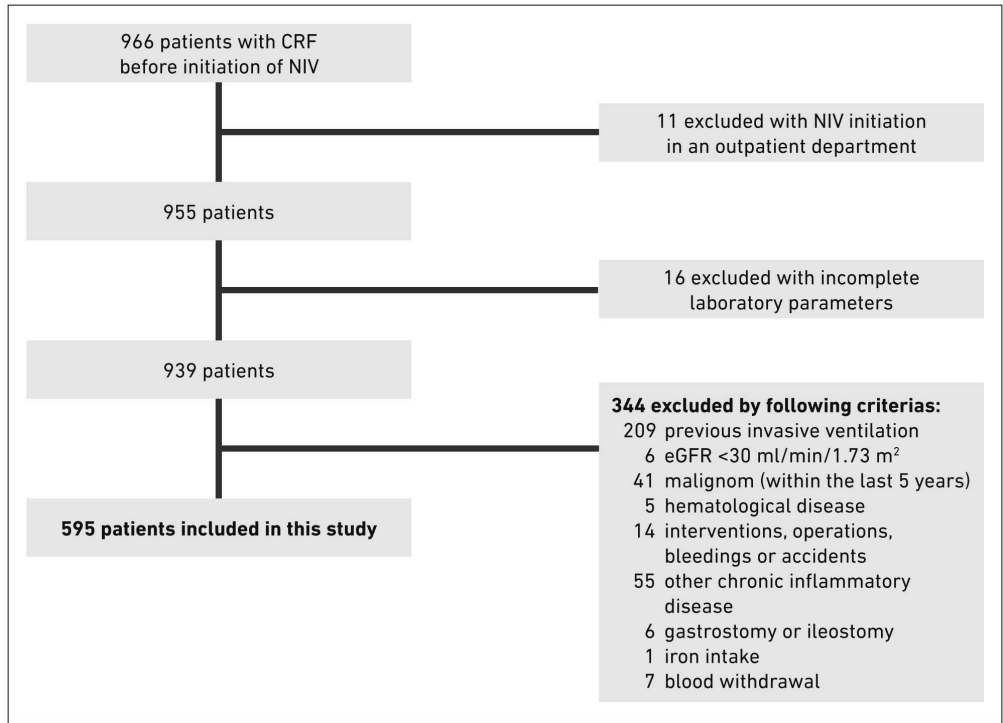 966 patients with CRF
before initiation of NIV
11 excluded with NIV initiation
in an outpatient department
955 patients
16 excluded with incomplete
laboratory parameters
939 patients
344 excluded by following criterias:
209 previous invasive ventilation
6 eGFR <30 ml/min/1.73 m²
41 malignom (within the last 5 years)
5 hematological disease
14 interventions, operations,
bleedings or accidents
55 other chronic inflammatory
disease
6 gastrostomy or ileostomy
1 iron intake
7 blood withdrawal
595 patients included in this study